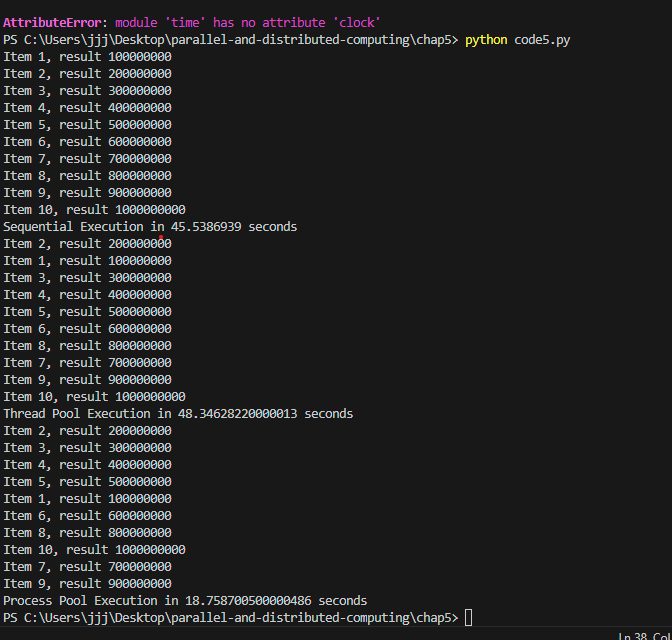 AttributeError: module 'time' has no attribute 'clock'
PS C:\Users\jjj\Desktop\parallel-and-distributed-computing\chap5> python code5.py
Item 1, result 100000000
Item 2, result 200000000
Item 3, result 300000000
Item 4, result 400000000
Item 5, result 500000000
Item 6, result 600000000
Item 7, result 700000000
Item 8, result 800000000
Item 9, result 900000000
Item 10, result 1000000000
Sequential Execution in 45.5386939 seconds
Item 2, result 200000000
Item 1, result 100000000
Item 3, result 300000000
Item 4, result 400000000
Item 5, result 500000000
Item 6, result 600000000
Item 8, result 800000000
Item 7, result 700000000
Item 9, result 900000000
Item 10, result 1000000000
Thread Pool Execution in 48.34628220000013 seconds
Item 2, result 200000000
Item 3, result 300000000
Item 4, result 400000000
Item 5, result 500000000
Item 1, result 100000000
Item 6, result 600000000
Item 8, result 800000000
Item 10, result 1000000000
Item 7, result 700000000
Item 9, result 900000000
Process Pool Execution in 18.758700500000486 seconds
PS C:\Users\jjj\Desktop\parallel-and-distributed-computing\chap5>
Ln 38, Col